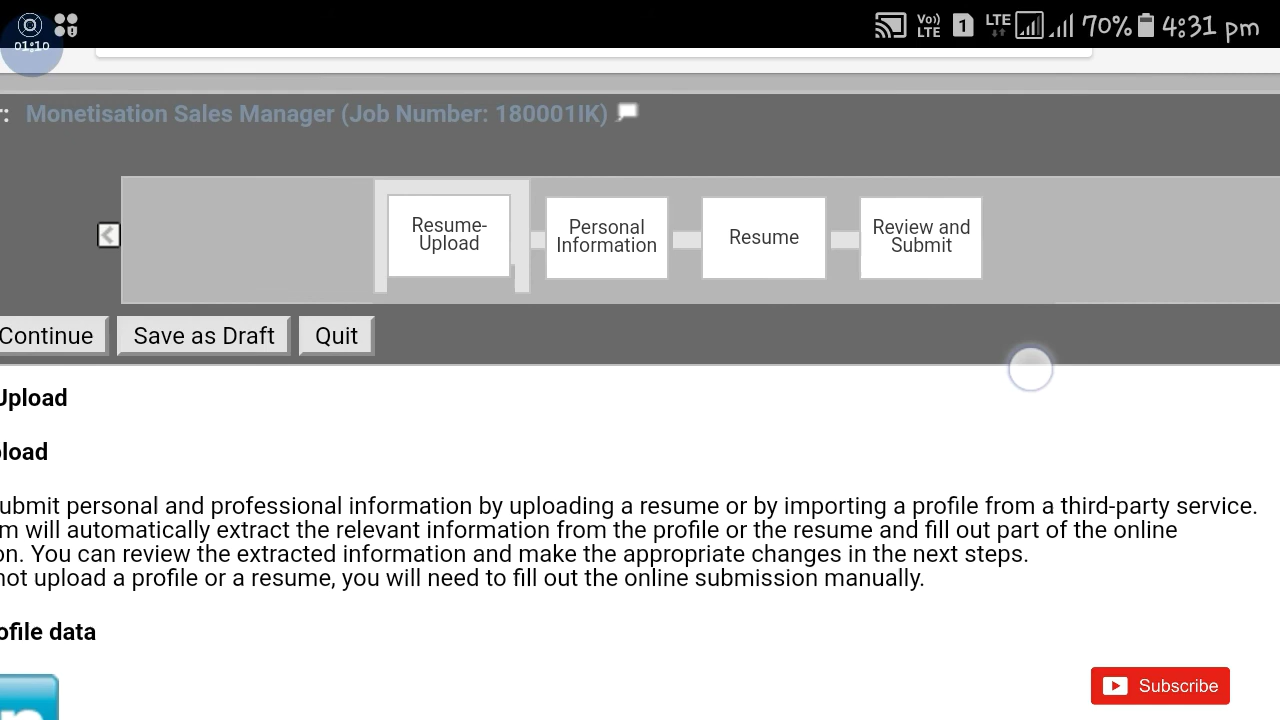 01:10 Vo)) LTE 1 LTE 70% 4:31 pm
r: Monetisation Sales Manager (Job Number: 180001IK)
Resume-
Upload
Personal
Information
Resume
Review and
Submit
Continue Save as Draft Quit
Upload
pload
ubmit personal and professional information by uploading a resume or by importing a profile from a third-party service.
m will automatically extract the relevant information from the profile or the resume and fill out part of the online
on. You can review the extracted information and make the appropriate changes in the next steps.
not upload a profile or a resume, you will need to fill out the online submission manually.
ofile data
Subscribe